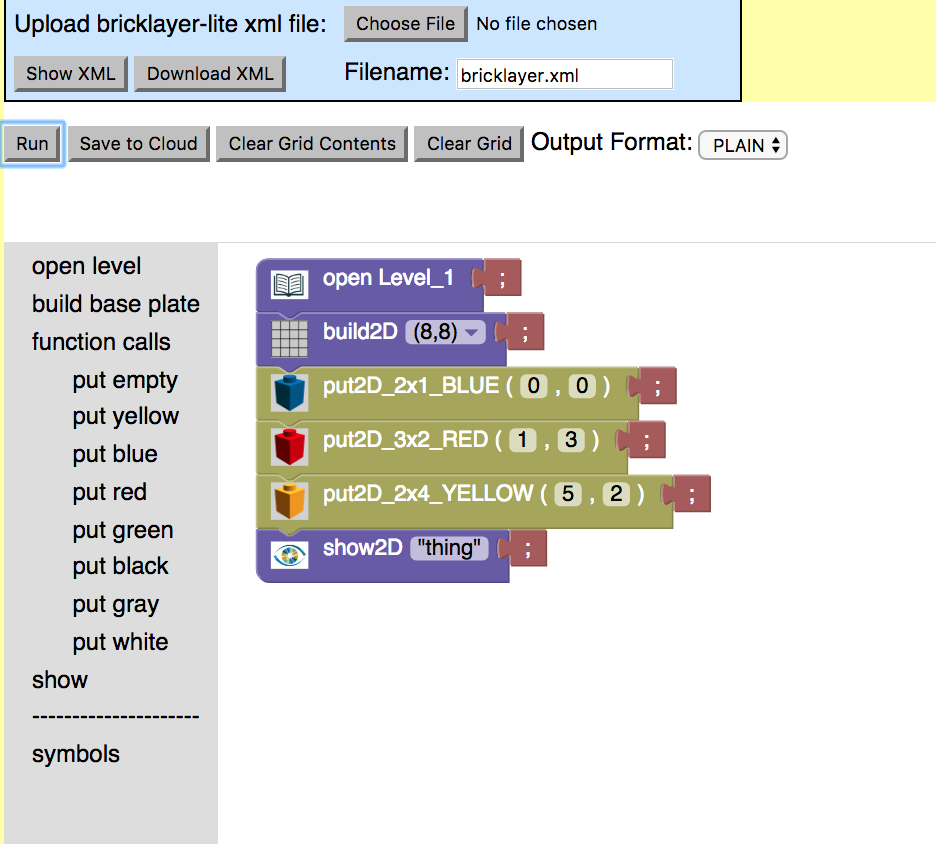 Upload bricklayer-lite xml file: Choose File No file chosen
Show XML Download XML Filename: bricklayer.xml
Run Save to Cloud Clear Grid Contents Clear Grid Output Format: PLAIN
open level
build base plate
function calls
put empty
put yellow
put blue
put red
put green
put black
put gray
put white
show
---------------------
symbols
open Level_1 ;
build2D (8,8) ;
put2D_2x1_BLUE ( 0 , 0 ) ;
put2D_3x2_RED ( 1 , 3 ) ;
put2D_2x4_YELLOW ( 5 , 2 ) ;
show2D "thing" ;